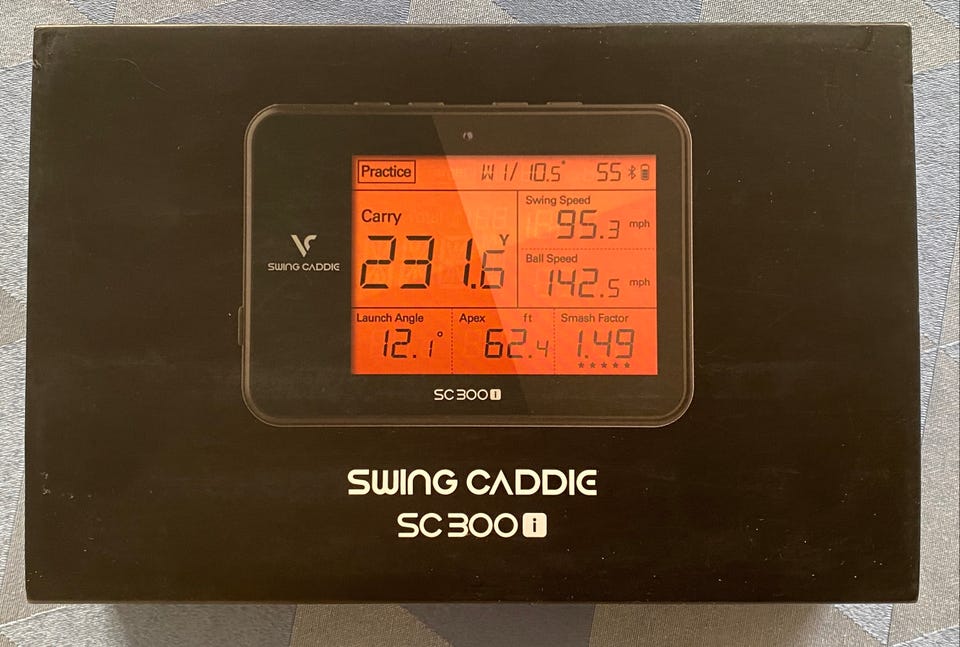 Practice W 1/ 10.5° 55
Carry
231.6 Y
Swing Speed
95.3 mph
Ball Speed
142.5 mph
Launch Angle
12.1°
Apex ft
62.4
Smash Factor
1.49
★★★★★
SWING CADDIE
SC300i
SWING CADDIE
SC300i